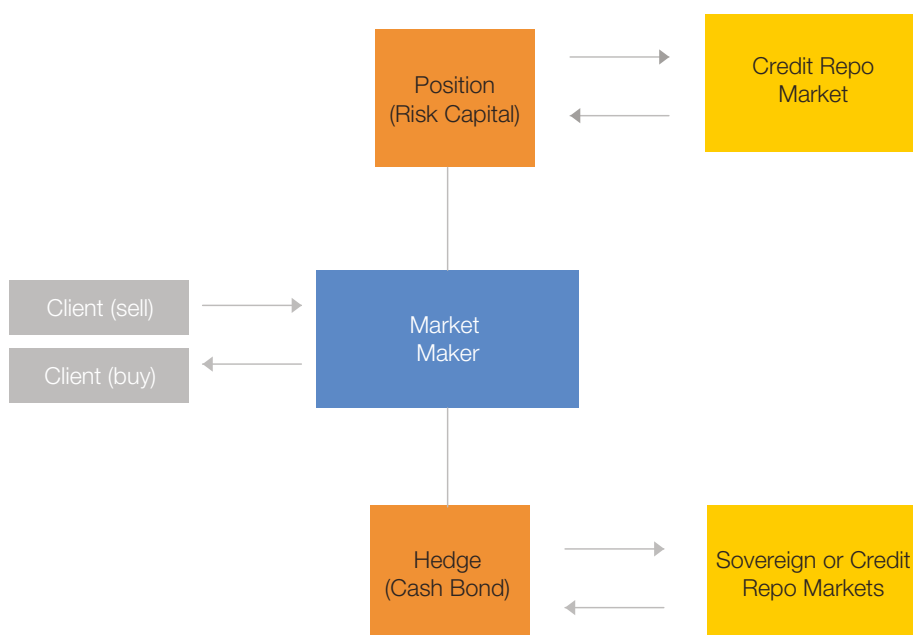 Position
(Risk Capital)
Credit Repo
Market
Client (sell)
Client (buy)
Market
Maker
Hedge
(Cash Bond)
Sovereign or Credit
Repo Markets